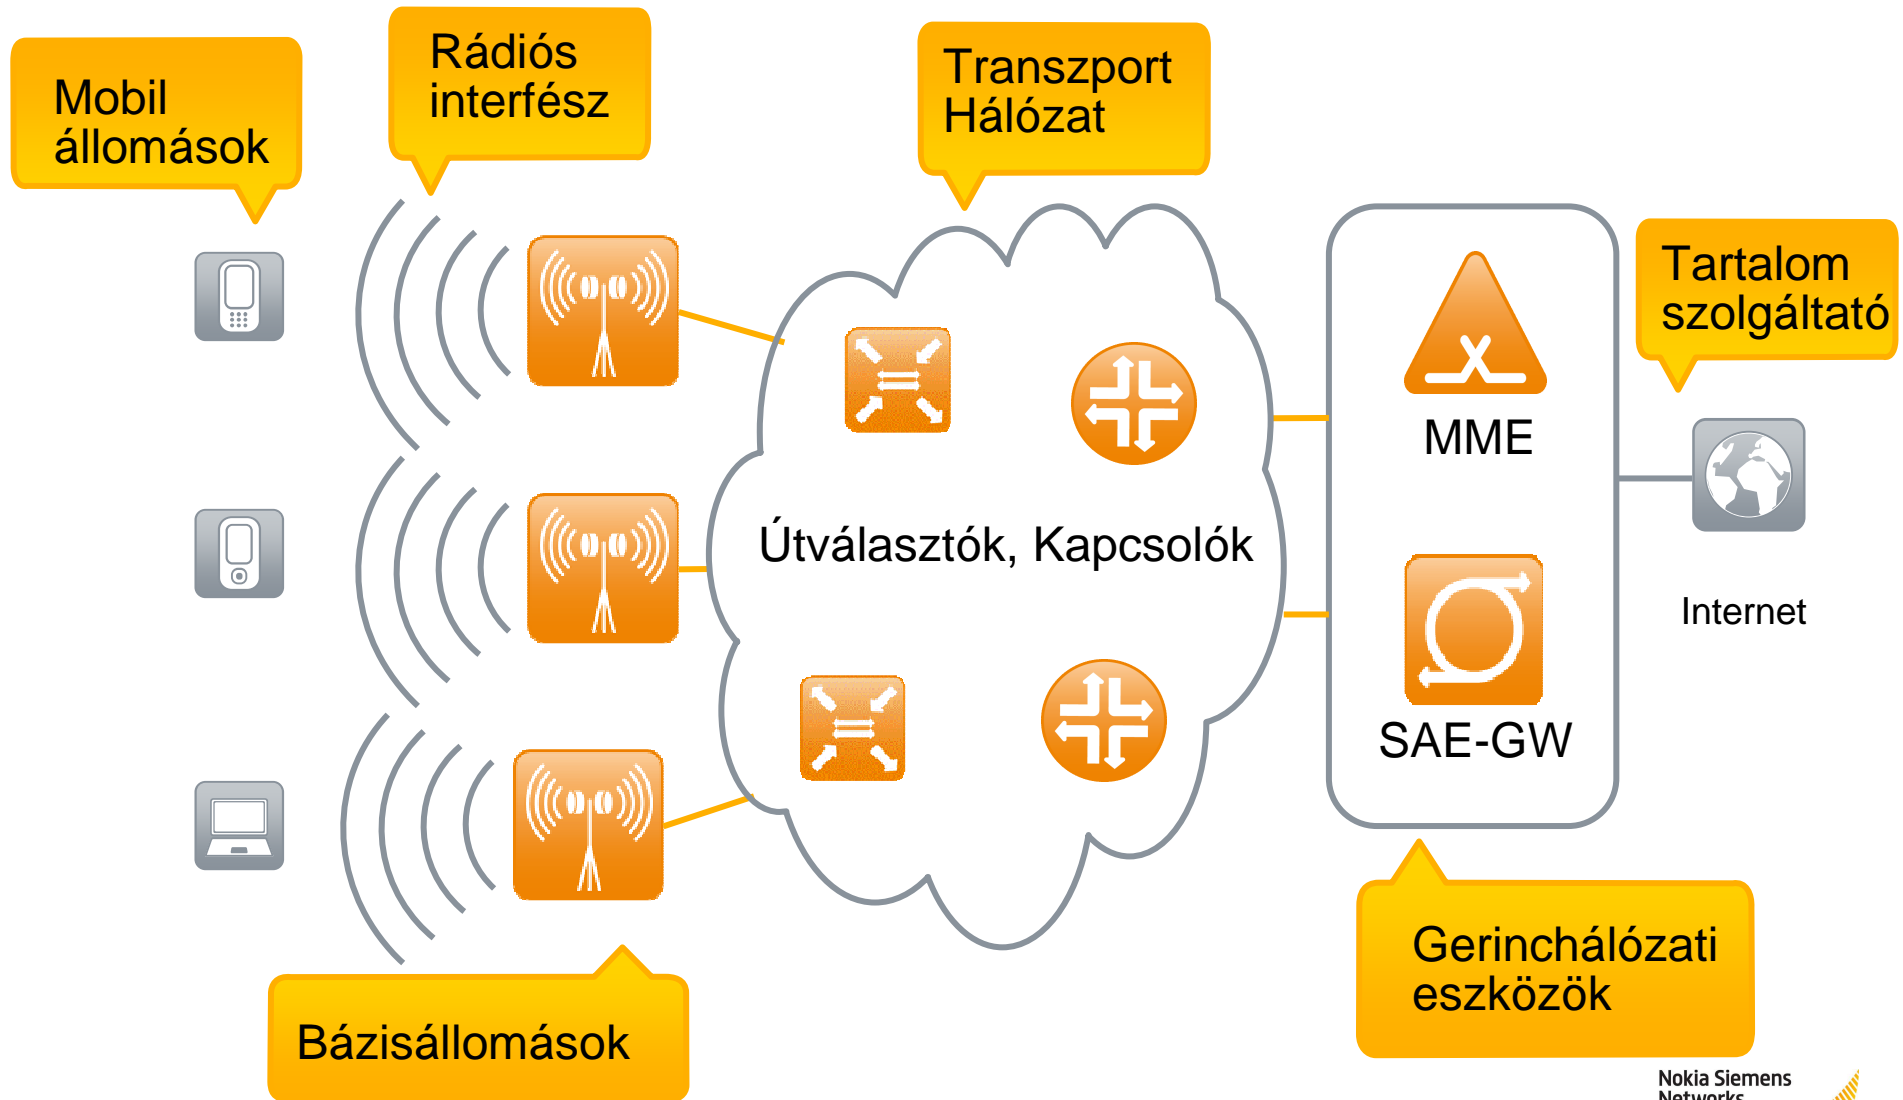 Mobil
állomások
Rádiós
interfész
Transzport
Hálózat
Tartalom
szolgáltató
MME
Útválasztók, Kapcsolók
Internet
SAE-GW
Gerinchálózati
eszközök
Bázisállomások
Nokia Siemens
Networks